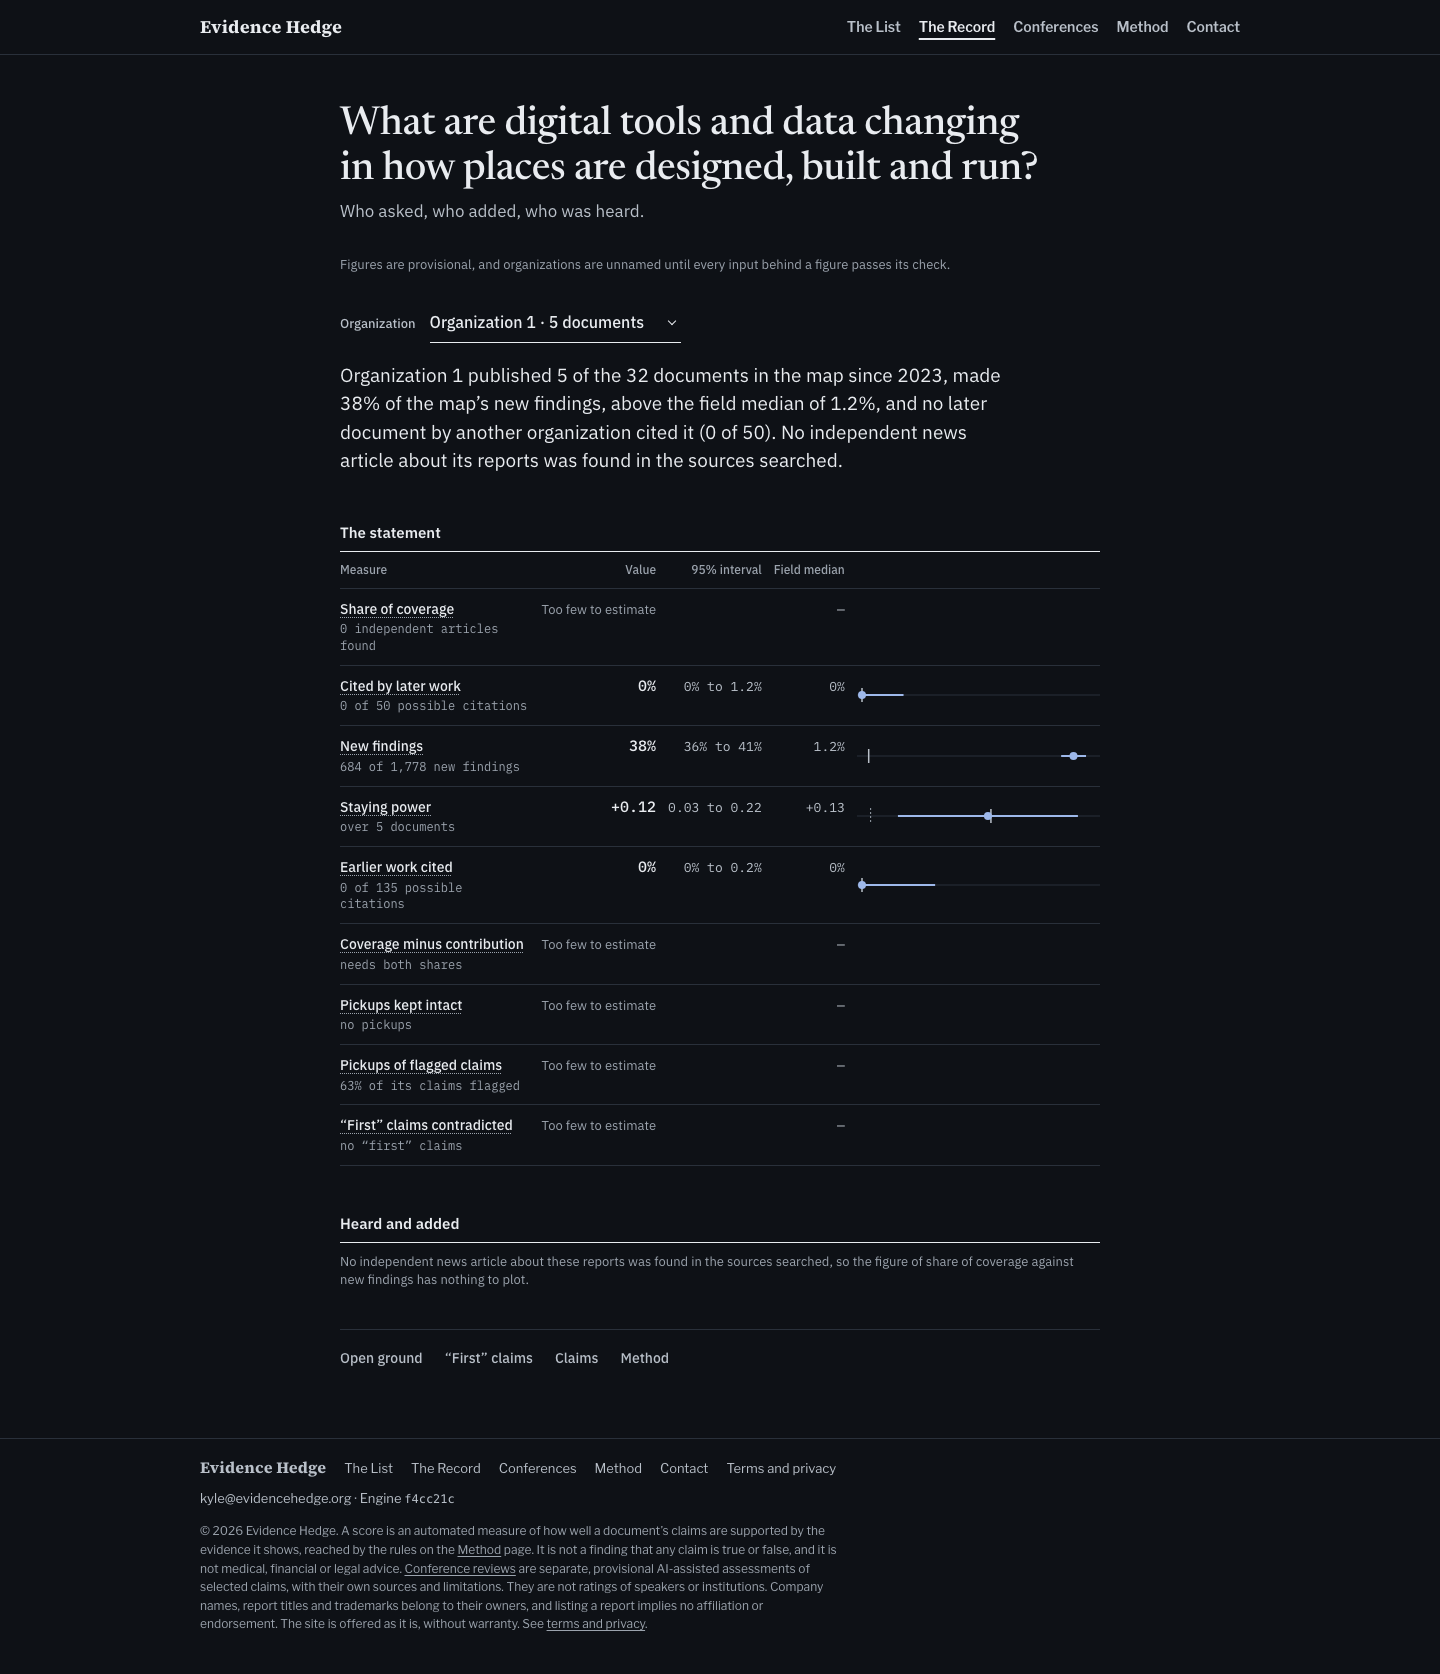 Evidence Hedge
The List The Record Conferences Method Contact
What are digital tools and data changing
in how places are designed, built and run?
Who asked, who added, who was heard.
Figures are provisional, and organizations are unnamed until every input behind a figure passes its check.
Organization Organization 1 · 5 documents
Organization 1 published 5 of the 32 documents in the map since 2023, made
38% of the map’s new findings, above the field median of 1.2%, and no later
document by another organization cited it (0 of 50). No independent news
article about its reports was found in the sources searched.
The statement
Measure Value 95% interval Field median
Share of coverage Too few to estimate —
0 independent articles
found
Cited by later work 0% 0% to 1.2% 0%
0 of 50 possible citations
New findings 38% 36% to 41% 1.2%
684 of 1,778 new findings
Staying power +0.12 0.03 to 0.22 +0.13
over 5 documents
Earlier work cited 0% 0% to 0.2% 0%
0 of 135 possible
citations
Coverage minus contribution Too few to estimate —
needs both shares
Pickups kept intact Too few to estimate —
no pickups
Pickups of flagged claims Too few to estimate —
63% of its claims flagged
“First” claims contradicted Too few to estimate —
no “first” claims
Heard and added
No independent news article about these reports was found in the sources searched, so the figure of share of coverage against
new findings has nothing to plot.
Open ground “First” claims Claims Method
Evidence Hedge The List The Record Conferences Method Contact Terms and privacy
kyle@evidencehedge.org · Engine f4cc21c
© 2026 Evidence Hedge. A score is an automated measure of how well a document’s claims are supported by the
evidence it shows, reached by the rules on the Method page. It is not a finding that any claim is true or false, and it is
not medical, financial or legal advice. Conference reviews are separate, provisional AI-assisted assessments of
selected claims, with their own sources and limitations. They are not ratings of speakers or institutions. Company
names, report titles and trademarks belong to their owners, and listing a report implies no affiliation or
endorsement. The site is offered as it is, without warranty. See terms and privacy.